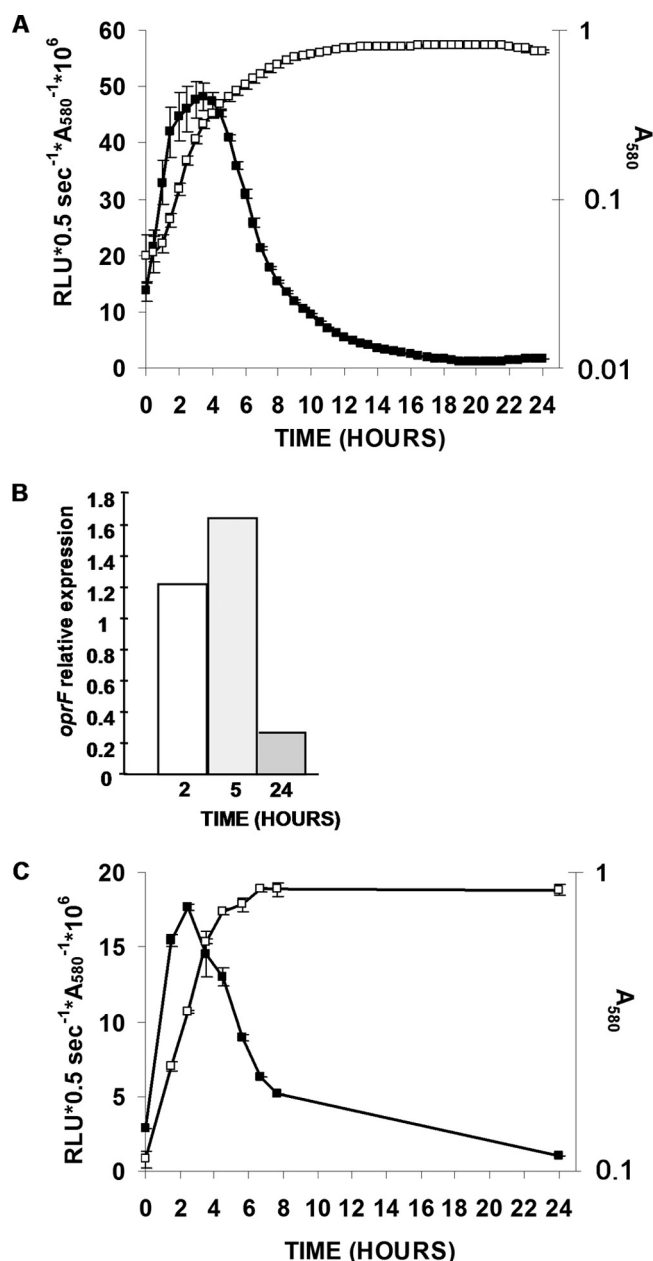 A
60
50
40
30
20
10
0
RLU*0.5 sec⁻¹*A₅₈₀⁻¹*10⁶
1
0.1
0.01
A₅₈₀
0 2 4 6 8 10 12 14 16 18 20 22 24
TIME (HOURS)
B
1.8
1.6
1.4
1.2
1
0.8
0.6
0.4
0.2
0
oprF relative expression
2 5 24
TIME (HOURS)
C
20
15
10
5
0
RLU*0.5 sec⁻¹*A₅₈₀⁻¹*10⁶
1
0.1
A₅₈₀
0 2 4 6 8 10 12 14 16 18 20 22 24
TIME (HOURS)